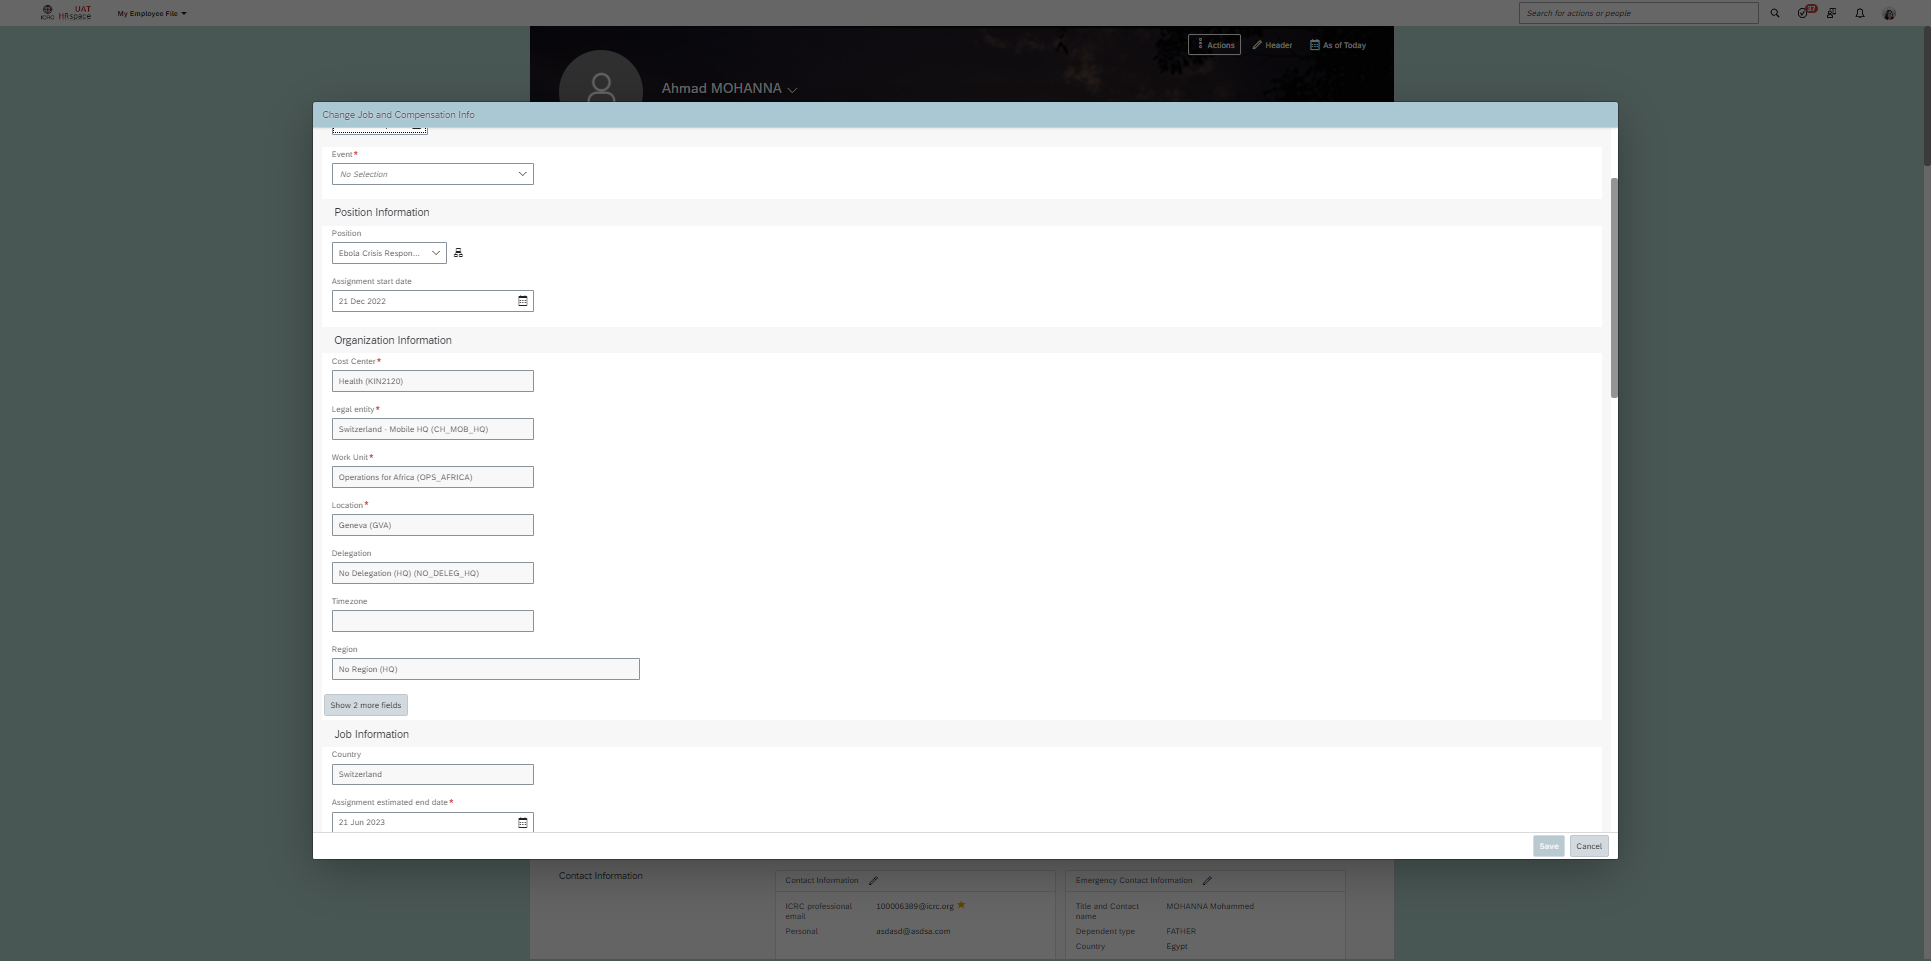 ICRC
UAT
HRspace
My Employee File
Search for actions or people
37
Actions
Header
As of Today
Ahmad MOHANNA
Change Job and Compensation Info
Event*
No Selection
Position Information
Position
Ebola Crisis Respon...
Assignment start date
21 Dec 2022
Organization Information
Cost Center*
Health (KIN2120)
Legal entity*
Switzerland - Mobile HQ (CH_MOB_HQ)
Work Unit*
Operations for Africa (OPS_AFRICA)
Location*
Geneva (GVA)
Delegation
No Delegation (HQ) (NO_DELEG_HQ)
Timezone
Region
No Region (HQ)
Show 2 more fields
Job Information
Country
Switzerland
Assignment estimated end date*
21 Jun 2023
Save
Cancel
Contact Information
Contact Information
ICRC professional email
100006389@icrc.org
Personal
asdasd@asdsa.com
Emergency Contact Information
Title and Contact name
MOHANNA Mohammed
Dependent type
FATHER
Country
Egypt